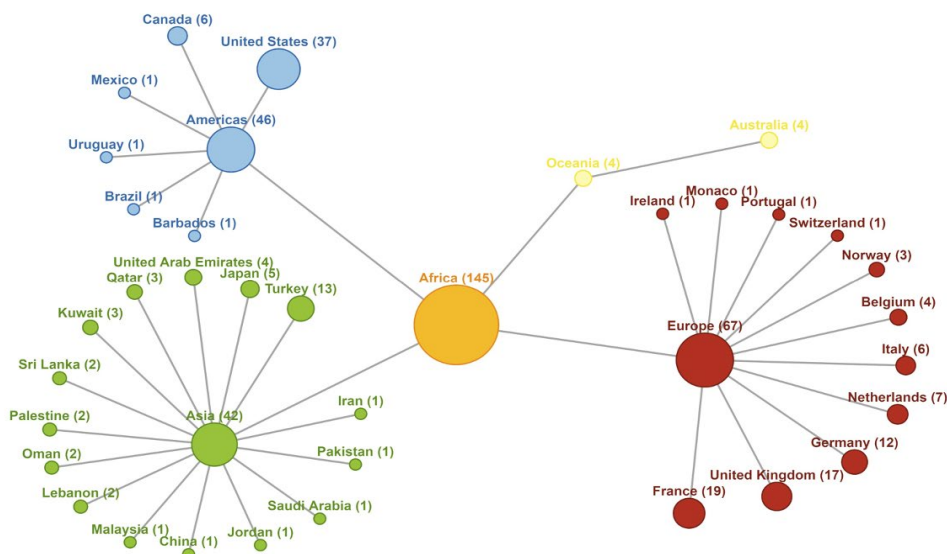 Canada (6)
United States (37)
Mexico (1)
Americas (46)
Uruguay (1)
Brazil (1)
Barbados (1)
Australia (4)
Oceania (4)
Monaco (1)
Ireland (1)
Portugal (1)
Switzerland (1)
Norway (3)
Belgium (4)
Europe (67)
Italy (6)
Netherlands (7)
Germany (12)
United Kingdom (17)
France (19)
Africa (145)
United Arab Emirates (4)
Qatar (3)
Japan (5)
Turkey (13)
Kuwait (3)
Sri Lanka (2)
Palestine (2)
Asia (42)
Iran (1)
Oman (2)
Pakistan (1)
Lebanon (2)
Saudi Arabia (1)
Malaysia (1)
China (1)
Jordan (1)